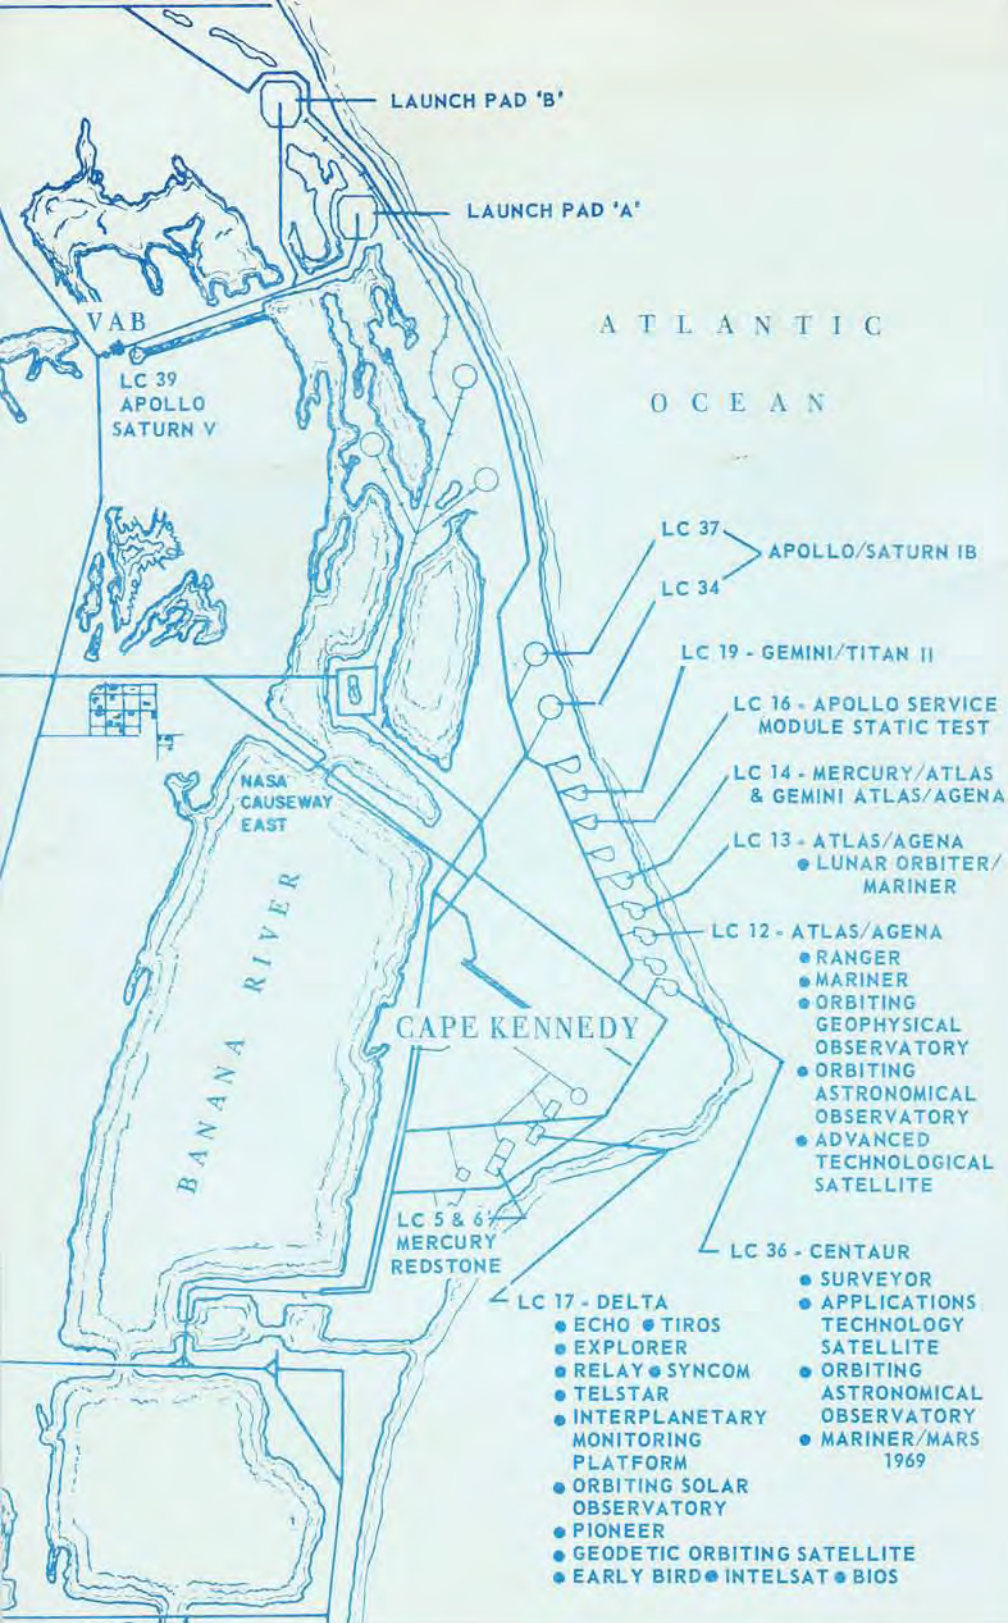 LAUNCH PAD 'B'
LAUNCH PAD 'A'
ATLANTIC
OCEAN
VAB
LC 39
APOLLO
SATURN V
LC 37
APOLLO/SATURN IB
LC 34
LC 19 - GEMINI/TITAN II
LC 16 - APOLLO SERVICE
MODULE STATIC TEST
LC 14 - MERCURY/ATLAS
& GEMINI ATLAS/AGENA
NASA
CAUSEWAY
EAST
LC 13 - ATLAS/AGENA
• LUNAR ORBITER/
MARINER
BANANA RIVER
LC 12 - ATLAS/AGENA
• RANGER
• MARINER
• ORBITING
GEOPHYSICAL
OBSERVATORY
• ORBITING
ASTRONOMICAL
OBSERVATORY
• ADVANCED
TECHNOLOGICAL
SATELLITE
CAPE KENNEDY
LC 5 & 6
MERCURY
REDSTONE
LC 36 - CENTAUR
• SURVEYOR
• APPLICATIONS
TECHNOLOGY
SATELLITE
• ORBITING
ASTRONOMICAL
OBSERVATORY
• MARINER/MARS
1969
LC 17 - DELTA
• ECHO • TIROS
• EXPLORER
• RELAY • SYNCOM
• TELSTAR
• INTERPLANETARY
MONITORING
PLATFORM
• ORBITING SOLAR
OBSERVATORY
• PIONEER
• GEODETIC ORBITING SATELLITE
• EARLY BIRD • INTELSAT • BIOS